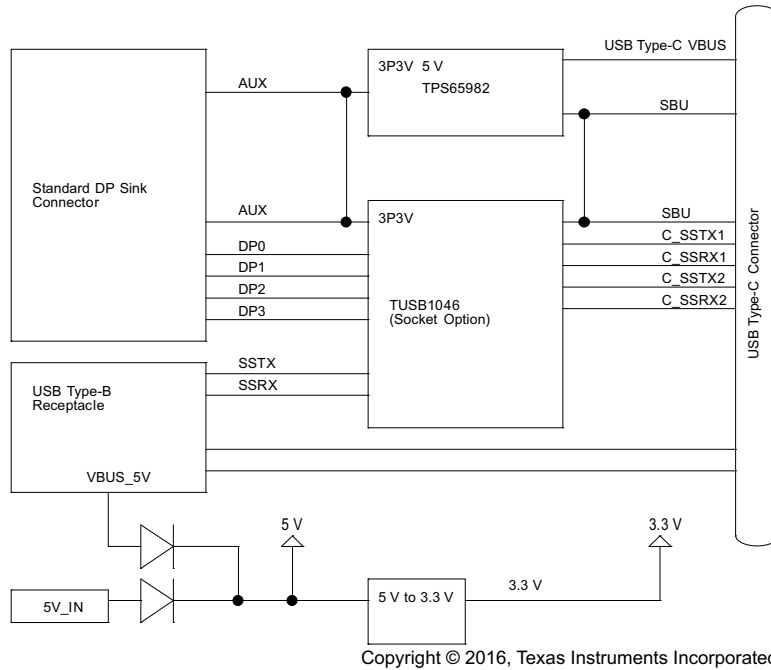 USB Type-C VBUS
3P3V 5 V
TPS65982
AUX
SBU
Standard DP Sink
Connector
AUX
3P3V
SBU
DP0
C_SSTX1
DP1
C_SSRX1
DP2
C_SSTX2
DP3
C_SSRX2
TUSB1046
(Socket Option)
USB Type-C Connector
USB Type-B
Receptacle
SSTX
SSRX
VBUS_5V
5 V
3.3 V
5V_IN
5 V to 3.3 V
3.3 V
Copyright © 2016, Texas Instruments Incorporated